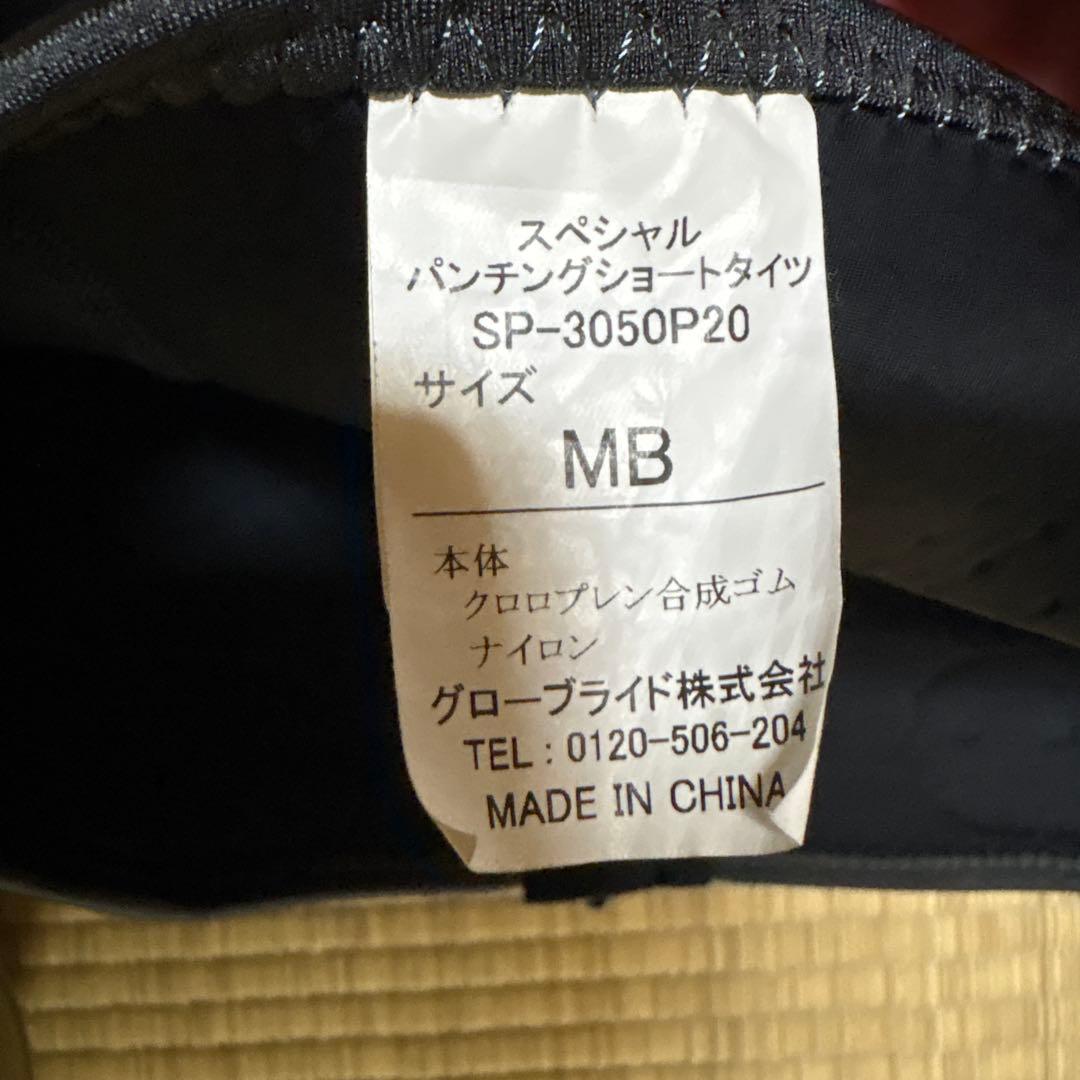 スペシャル
パンチングショートタイツ
SP-3050P20
サイズ
MB
本体
クロロプレン合成ゴム
ナイロン
グローブライド株式会社
TEL：0120-506-204
MADE IN CHINA